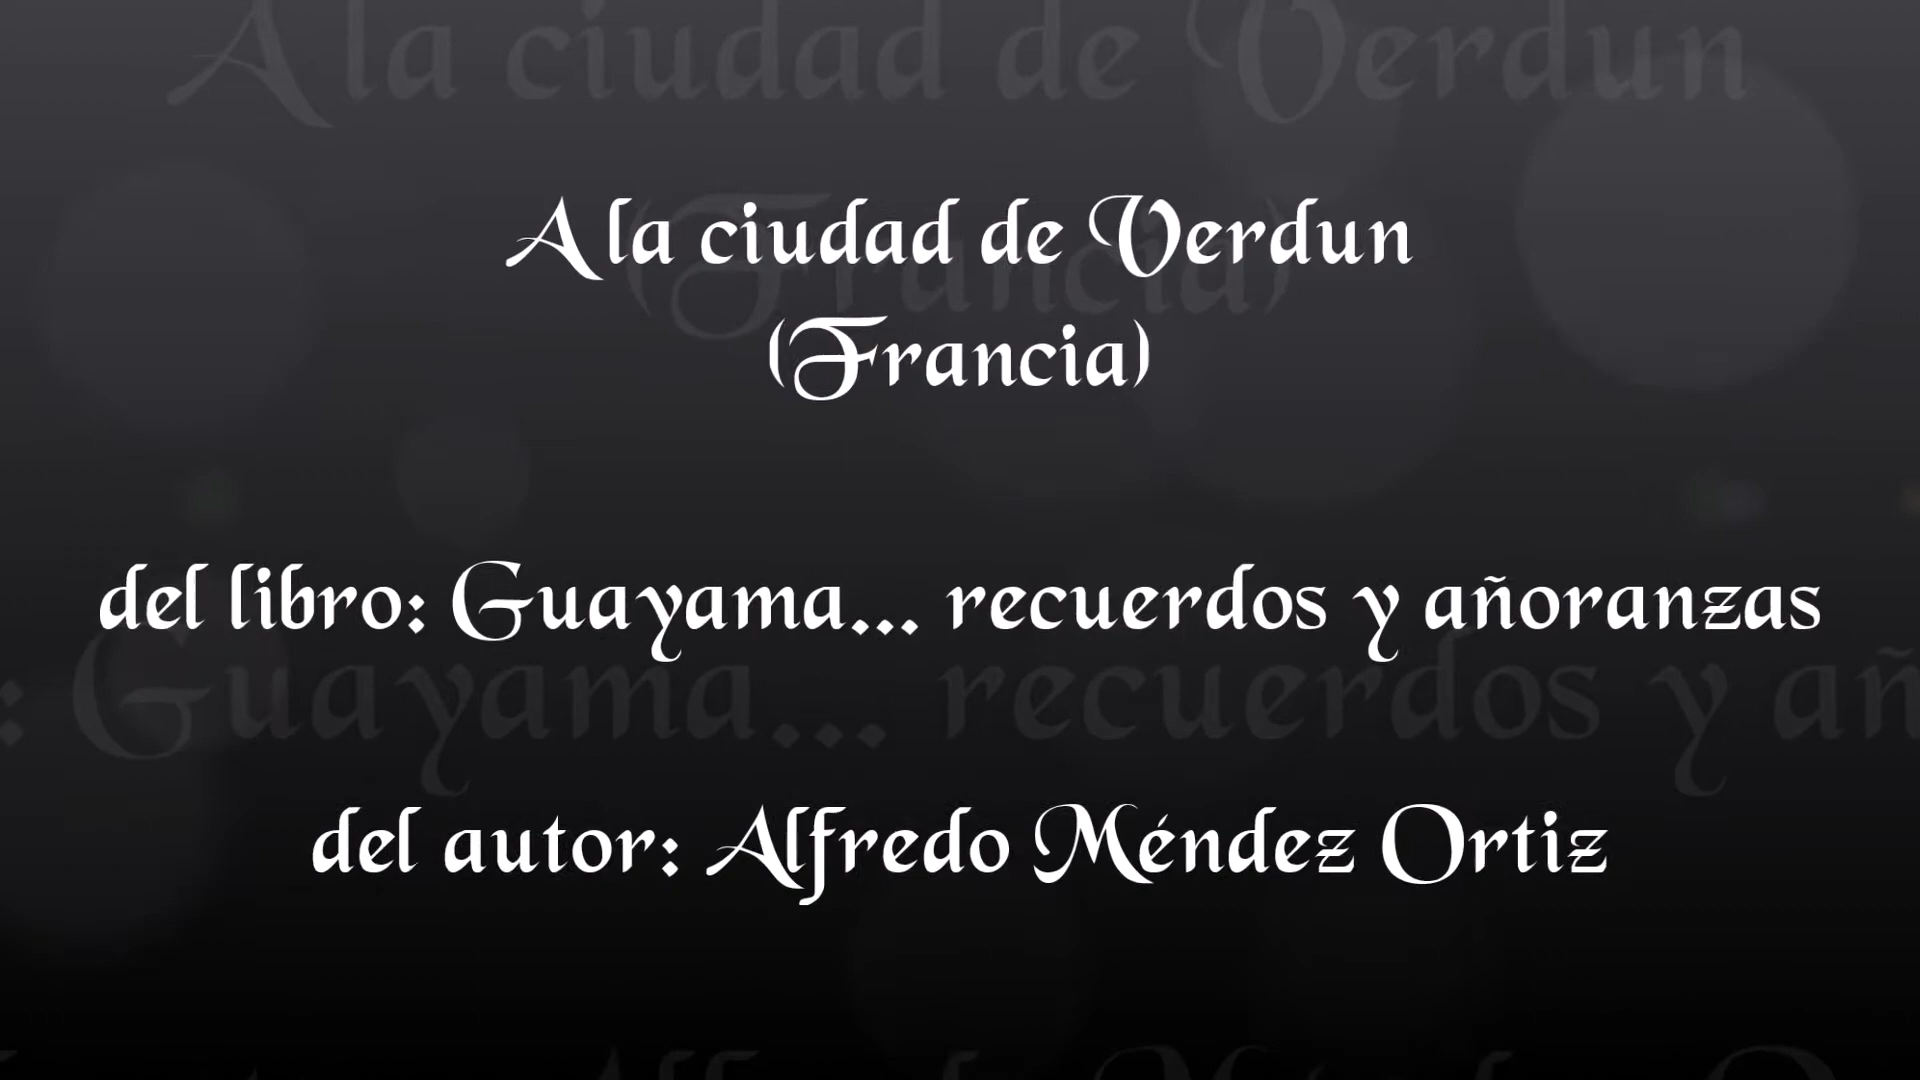 A la ciudad de Verdun
(Francia)
del libro: Guayama... recuerdos y añoranzas
del autor: Alfredo Méndez Ortiz